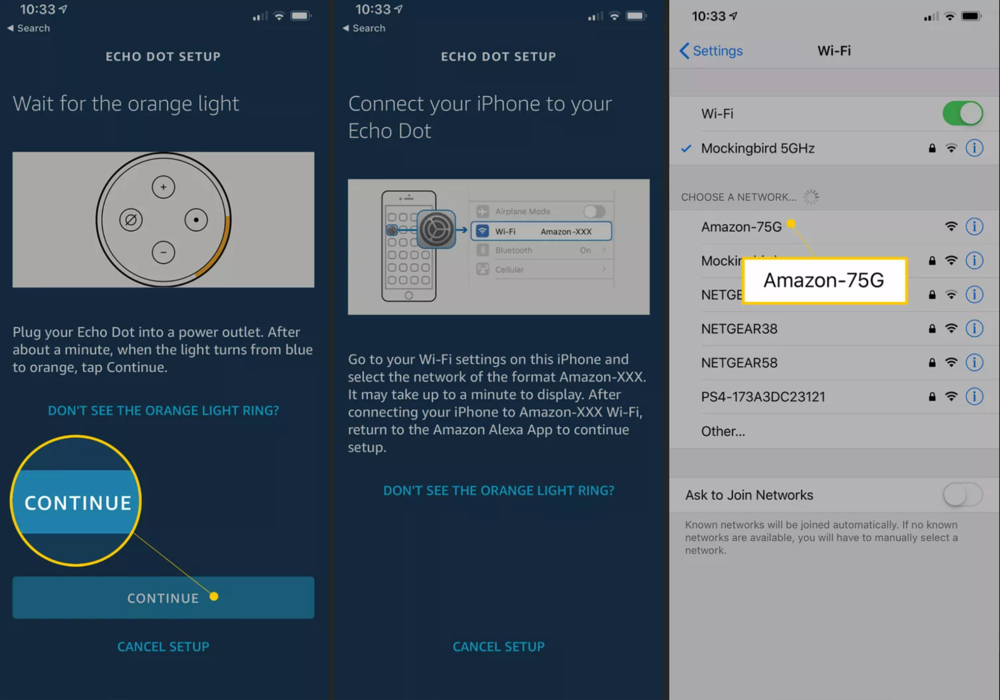 10:33
◀ Search
ECHO DOT SETUP
Wait for the orange light
Plug your Echo Dot into a power outlet. After
about a minute, when the light turns from blue
to orange, tap Continue.
DON'T SEE THE ORANGE LIGHT RING?
CONTINUE
CONTINUE
CANCEL SETUP
10:33
◀ Search
ECHO DOT SETUP
Connect your iPhone to your
Echo Dot
Airplane Mode
Wi-Fi Amazon-XXX
Bluetooth On
Cellular
Go to your Wi-Fi settings on this iPhone and
select the network of the format Amazon-XXX.
It may take up to a minute to display. After
connecting your iPhone to Amazon-XXX Wi-Fi,
return to the Amazon Alexa App to continue
setup.
DON'T SEE THE ORANGE LIGHT RING?
CANCEL SETUP
10:33
Settings Wi-Fi
Wi-Fi
Mockingbird 5GHz
CHOOSE A NETWORK...
Amazon-75G
Amazon-75G
NETGEAR38
NETGEAR58
PS4-173A3DC23121
Other...
Ask to Join Networks
Known networks will be joined automatically. If no known
networks are available, you will have to manually select a
network.